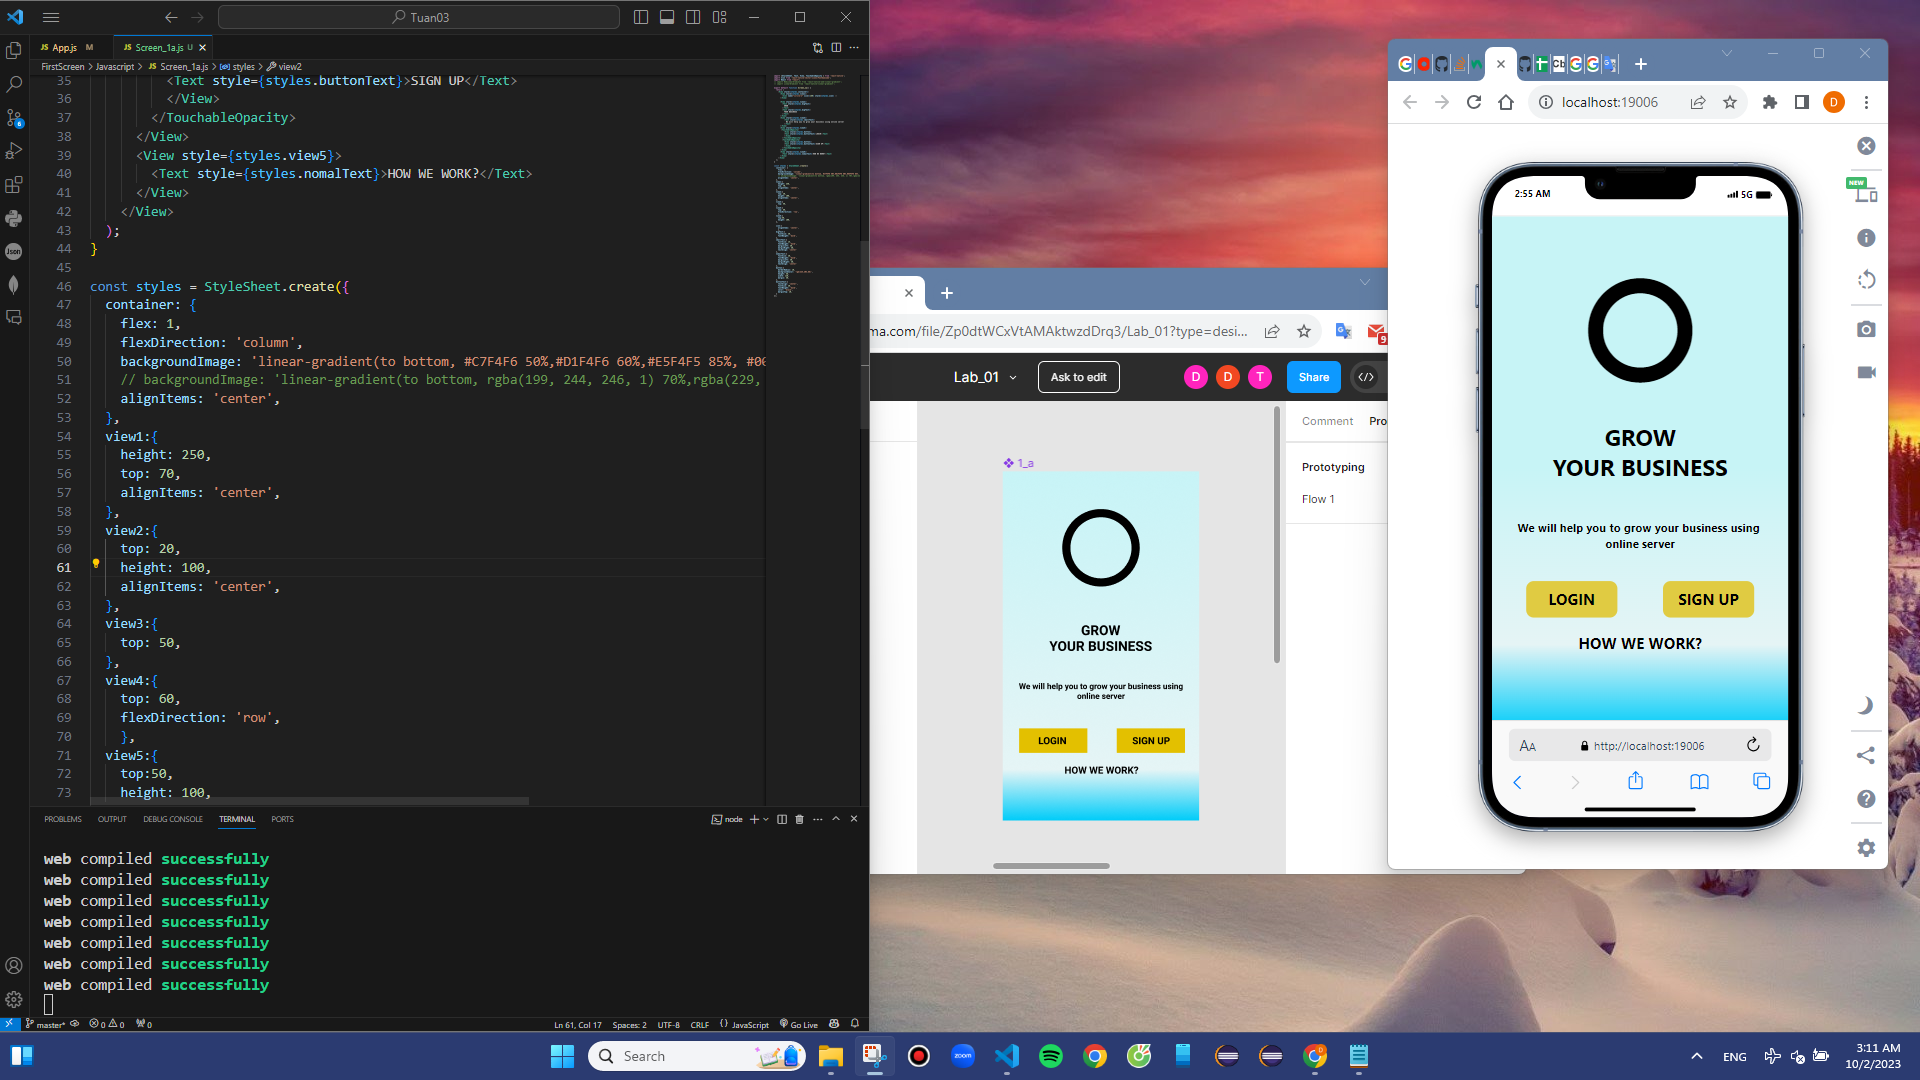 Tuan03
JS App.js M
JS Screen_1a.js U
FirstScreen > Javascript > JS Screen_1a.js > styles > view2
35 <Text style={styles.buttonText}>SIGN UP</Text>
36 </View>
37 </TouchableOpacity>
38 </View>
39 <View style={styles.view5}>
40 <Text style={styles.nomalText}>HOW WE WORK?</Text>
41 </View>
42 </View>
43 );
44 }
45
46 const styles = StyleSheet.create({
47 container: {
48 flex: 1,
49 flexDirection: 'column',
50 backgroundImage: 'linear-gradient(to bottom, #C7F4F6 50%,#D1F4F6 60%,#E5F4F5 85%, #00
51 // backgroundImage: 'linear-gradient(to bottom, rgba(199, 244, 246, 1) 70%,rgba(229,
52 alignItems: 'center',
53 },
54 view1:{
55 height: 250,
56 top: 70,
57 alignItems: 'center',
58 },
59 view2:{
60 top: 20,
61 height: 100,
62 alignItems: 'center',
63 },
64 view3:{
65 top: 50,
66 },
67 view4:{
68 top: 60,
69 flexDirection: 'row',
70 },
71 view5:{
72 top:50,
73 height: 100,
PROBLEMS OUTPUT DEBUG CONSOLE TERMINAL PORTS
node
web compiled successfully
web compiled successfully
web compiled successfully
web compiled successfully
web compiled successfully
web compiled successfully
web compiled successfully
master* 0 0 0
Ln 61, Col 17 Spaces: 2 UTF-8 CRLF {} JavaScript Go Live
ma.com/file/Zp0dtWCxVtAMAktwzdDrq3/Lab_01?type=desi...
9
Lab_01
Ask to edit
D D T
Share
Comment Pro
Prototyping
Flow 1
1_a
GROW
YOUR BUSINESS
We will help you to grow your business using
online server
LOGIN SIGN UP
HOW WE WORK?
Cb
localhost:19006
D
NEW
2:55 AM
5G
GROW
YOUR BUSINESS
We will help you to grow your business using
online server
LOGIN SIGN UP
HOW WE WORK?
AA http://localhost:19006
Search
zoom
ENG
3:11 AM
10/2/2023